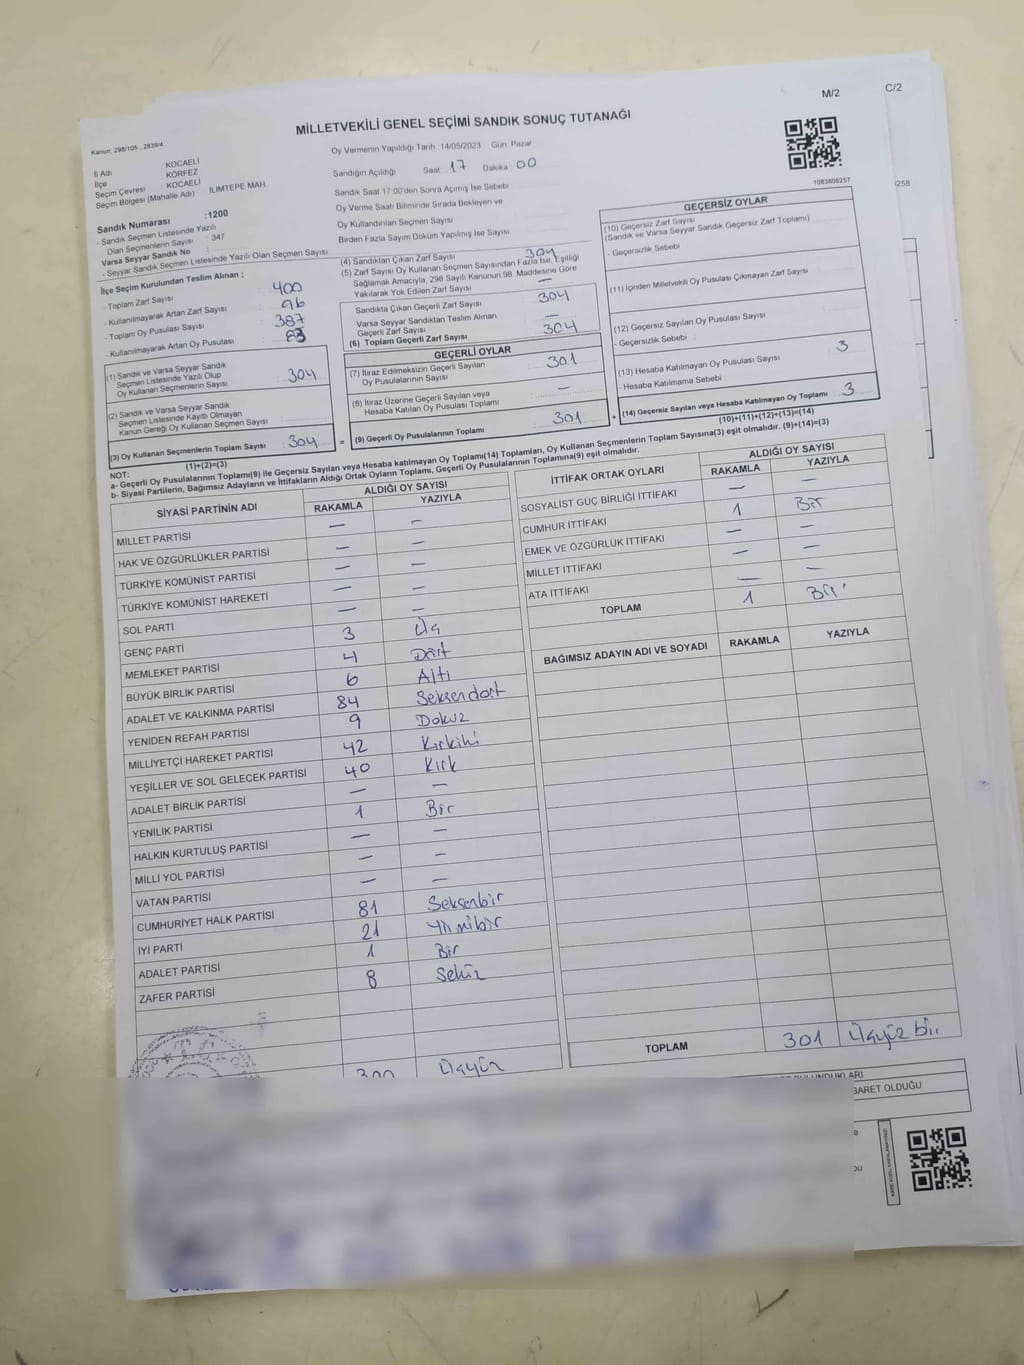 M/2
C/2
MİLLETVEKİLİ GENEL SEÇİMİ SANDIK SONUÇ TUTANAĞI
Kanun: 298/105 , 2839/4
İl Adı KOCAELİ
İlçe KÖRFEZ
Seçim Çevresi KOCAELİ
Seçim Bölgesi (Mahalle Adı) İLİMTEPE MAH.
Sandık Numarası :1200
- Sandık Seçmen Listesinde Yazılı
Olan Seçmenlerin Sayısı : 347
Varsa Seyyar Sandık No :
- Seyyar Sandık Seçmen Listesinde Yazılı Olan Seçmen Sayısı
Oy Vermenin Yapıldığı Tarih: 14/05/2023 Gün: Pazar
Sandığın Açıldığı Saat 17 Dakika 00
Sandık Saat 17:00'den Sonra Açılmış İse Sebebi
Oy Verme Saati Bitiminde Sırada Bekleyen ve
Oy Kullandırılan Seçmen Sayısı
Birden Fazla Sayım Döküm Yapılmış İse Sayısı
1083808257
258
İlçe Seçim Kurulundan Teslim Alınan ;
- Toplam Zarf Sayısı : 400
- Kullanılmayarak Artan Zarf Sayısı : 96
- Toplam Oy Pusulası Sayısı : 387
- Kullanılmayarak Artan Oy Pusulası : 83
(1) Sandık ve Varsa Seyyar Sandık
Seçmen Listesinde Yazılı Olup
Oy Kullanan Seçmenlerin Sayısı : 304
(2) Sandık ve Varsa Seyyar Sandık
Seçmen Listesinde Kayıtlı Olmayan
Kanun Gereği Oy Kullanan Seçmen Sayısı :
(3) Oy Kullanan Seçmenlerin Toplam Sayısı : 304
(1)+(2)=(3)
(4) Sandıktan Çıkan Zarf Sayısı 304
(5) Zarf Sayısı Oy Kullanan Seçmen Sayısından Fazla İse, Eşitliği
Sağlamak Amacıyla, 298 Sayılı Kanunun 98. Maddesine Göre
Yakılarak Yok Edilen Zarf Sayısı —
Sandıkta Çıkan Geçerli Zarf Sayısı 304
Varsa Seyyar Sandıktan Teslim Alınan
Geçerli Zarf Sayısı —
(6) Toplam Geçerli Zarf Sayısı 304
GEÇERLİ OYLAR
(7) İtiraz Edilmeksizin Geçerli Sayılan
Oy Pusulalarının Sayısı 301
(8) İtiraz Üzerine Geçerli Sayılan veya
Hesaba Katılan Oy Pusulası Toplamı —
= (9) Geçerli Oy Pusulalarının Toplamı 301
GEÇERSİZ OYLAR
(10) Geçersiz Zarf Sayısı
(Sandık ve Varsa Seyyar Sandık Geçersiz Zarf Toplamı)
- Geçersizlik Sebebi
(11) İçinden Milletvekili Oy Pusulası Çıkmayan Zarf Sayısı
(12) Geçersiz Sayılan Oy Pusulası Sayısı
- Geçersizlik Sebebi
(13) Hesaba Katılmayan Oy Pusulası Sayısı 3
- Hesaba Katılmama Sebebi
+ (14) Geçersiz Sayılan veya Hesaba Katılmayan Oy Toplamı 3
(10)+(11)+(12)+(13)=(14)
NOT:
a- Geçerli Oy Pusulalarının Toplamı(9) ile Geçersiz Sayılan veya Hesaba katılmayan Oy Toplamı(14) Toplamları, Oy Kullanan Seçmenlerin Toplam Sayısına(3) eşit olmalıdır. (9)+(14)=(3)
b- Siyasi Partilerin, Bağımsız Adayların ve İttifakların Aldığı Ortak Oyların Toplamı, Geçerli Oy Pusulalarının Toplamına(9) eşit olmalıdır.
SİYASİ PARTİNİN ADI ALDIĞI OY SAYISI
RAKAMLA YAZIYLA
MİLLET PARTİSİ — —
HAK VE ÖZGÜRLÜKLER PARTİSİ — —
TÜRKİYE KOMÜNİST PARTİSİ — —
TÜRKİYE KOMÜNİST HAREKETİ — —
SOL PARTİ — —
GENÇ PARTİ 3 Üç
MEMLEKET PARTİSİ 4 Dört
BÜYÜK BİRLİK PARTİSİ 6 Altı
ADALET VE KALKINMA PARTİSİ 84 Seksendört
YENİDEN REFAH PARTİSİ 9 Dokuz
MİLLİYETÇİ HAREKET PARTİSİ 42 Kırkiki
YEŞİLLER VE SOL GELECEK PARTİSİ 40 Kırk
ADALET BİRLİK PARTİSİ — —
YENİLİK PARTİSİ 1 Bir
HALKIN KURTULUŞ PARTİSİ — —
MİLLİ YOL PARTİSİ — —
VATAN PARTİSİ — —
CUMHURİYET HALK PARTİSİ 81 Seksenbir
İYİ PARTİ 21 Yirmibir
ADALET PARTİSİ 1 Bir
ZAFER PARTİSİ 8 Sekiz
300 Üçyüz
İTTİFAK ORTAK OYLARI ALDIĞI OY SAYISI
RAKAMLA YAZIYLA
SOSYALİST GÜÇ BİRLİĞİ İTTİFAKI — —
CUMHUR İTTİFAKI 1 Bir
EMEK VE ÖZGÜRLÜK İTTİFAKI — —
MİLLET İTTİFAKI — —
ATA İTTİFAKI — —
TOPLAM 1 Bir
BAĞIMSIZ ADAYIN ADI VE SOYADI RAKAMLA YAZIYLA
TOPLAM 301 Üçyüz bir
BARET OLDUĞU